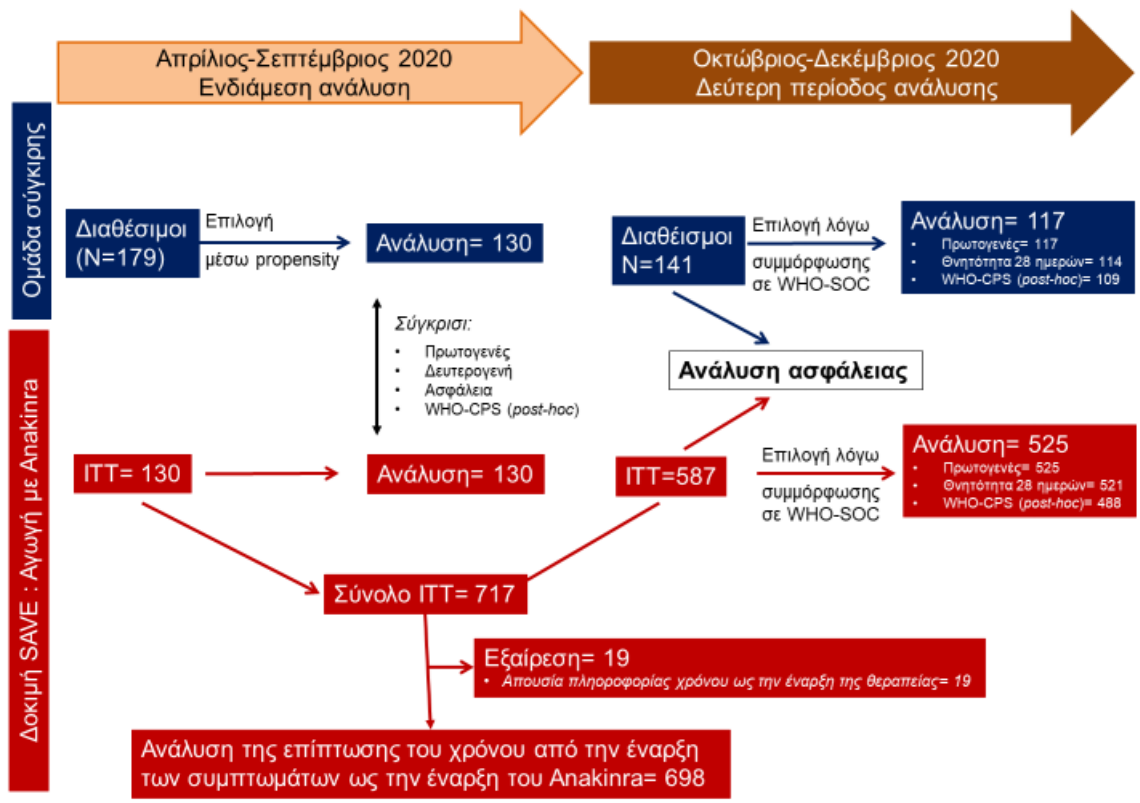 Απρίλιος-Σεπτέμβριος 2020
Ενδιάμεση ανάλυση
Οκτώβριος-Δεκέμβριος 2020
Δεύτερη περίοδος ανάλυσης
Ομάδα σύγκιρης
Διαθέσιμοι
(N=179)
Επιλογή
μέσω propensity
Ανάλυση= 130
Διαθέισμοι
N=141
Επιλογή λόγω
συμμόρφωσης
σε WHO-SOC
Ανάλυση= 117
• Πρωτογενές= 117
• Θνητότητα 28 ημερών= 114
• WHO-CPS (post-hoc)= 109
Σύγκρισι:
• Πρωτογενές
• Δευτερογενή
• Ασφάλεια
• WHO-CPS (post-hoc)
Ανάλυση ασφάλειας
Δοκιμή SAVE : Αγωγή με Anakinra
ITT= 130
Ανάλυση= 130
ITT=587
Επιλογή λόγω
συμμόρφωσης
σε WHO-SOC
Ανάλυση= 525
• Πρωτογενές= 525
• Θνητότητα 28 ημερών= 521
• WHO-CPS (post-hoc)= 488
Σύνολο ITT= 717
Εξαίρεση= 19
• Απουσία πληροφορίας χρόνου ως την έναρξη της θεραπείας= 19
Ανάλυση της επίπτωσης του χρόνου από την έναρξη
των συμπτωμάτων ως την έναρξη του Anakinra= 698